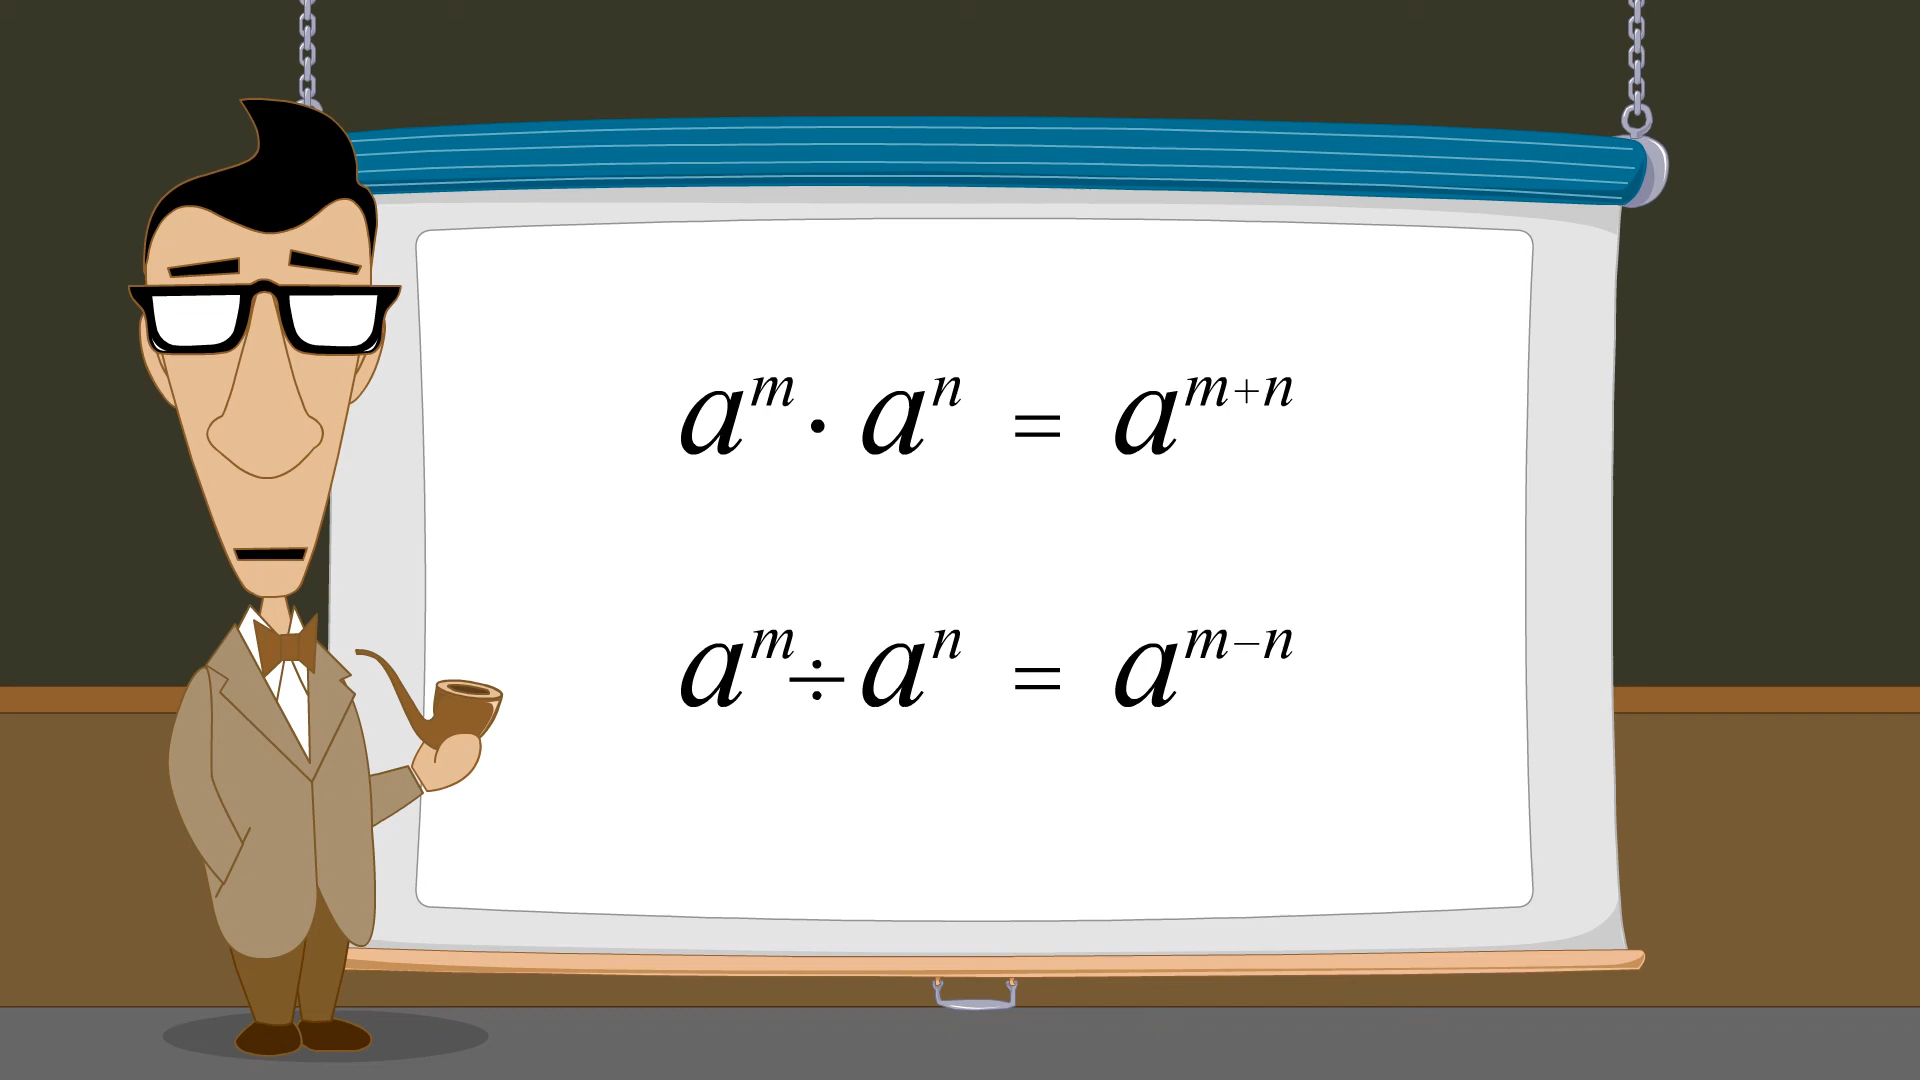 aᵐ · aⁿ = aᵐ⁺ⁿ
aᵐ ÷ aⁿ = aᵐ⁻ⁿ